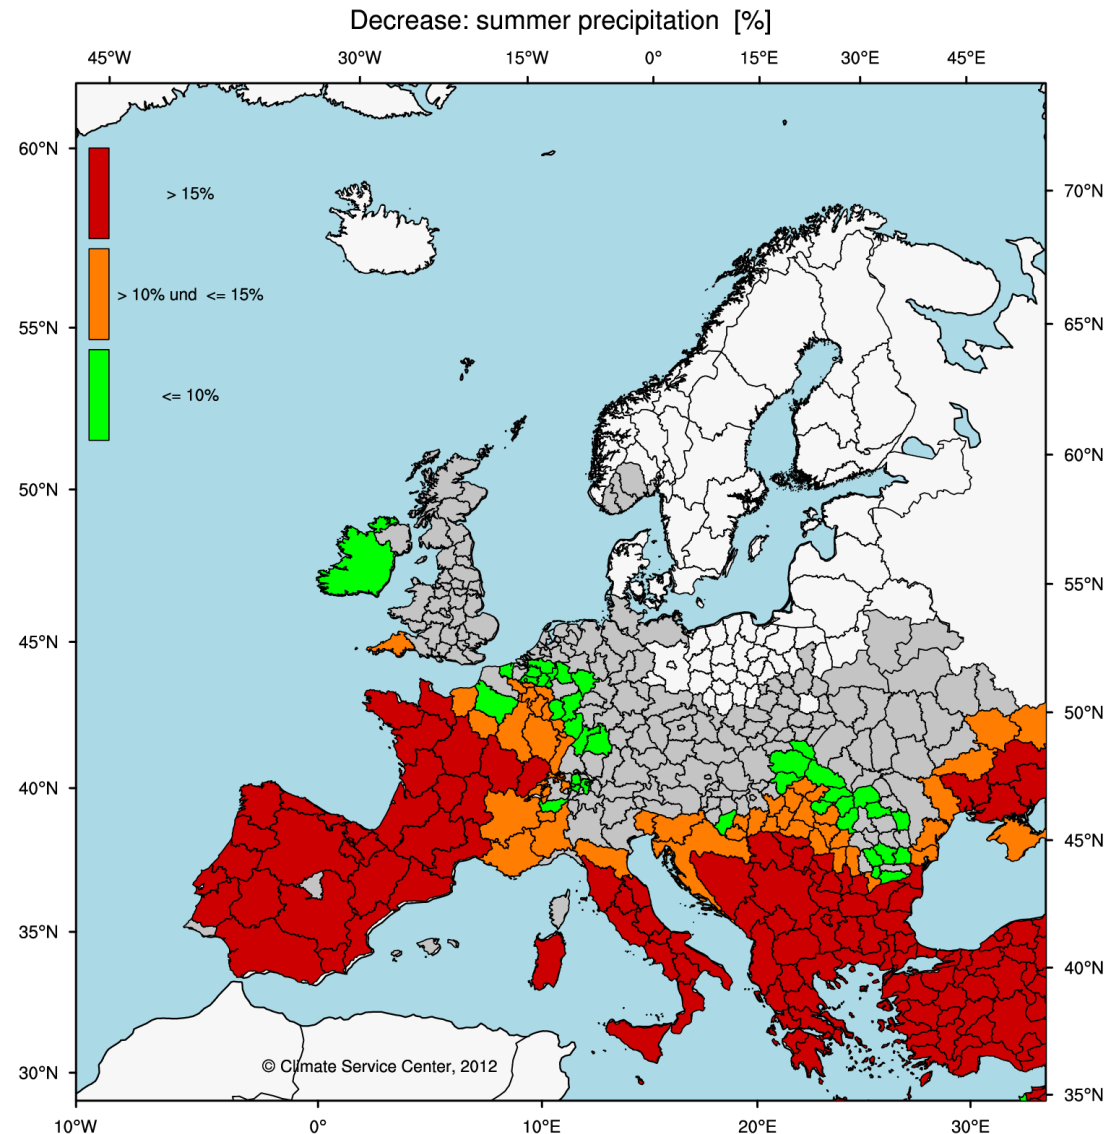 Decrease: summer precipitation [%]
45°W 30°W 15°W 0° 15°E 30°E 45°E
60°N
70°N
> 15%
> 10% und <= 15%
55°N
65°N
<= 10%
60°N
50°N
55°N
45°N
50°N
40°N
45°N
35°N
40°N
© Climate Service Center, 2012
30°N
35°N
10°W 0° 10°E 20°E 30°E